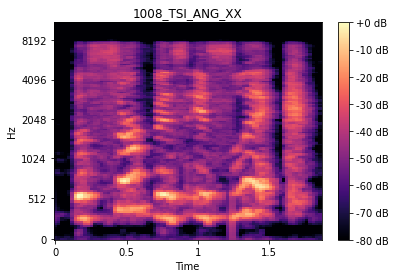 1008_TSI_ANG_XX
+0 dB
8192
-10 dB
4096
-20 dB
-30 dB
Hz
2048
-40 dB
1024
-50 dB
512
-60 dB
-70 dB
0
-80 dB
0
0.5
1
1.5
Time